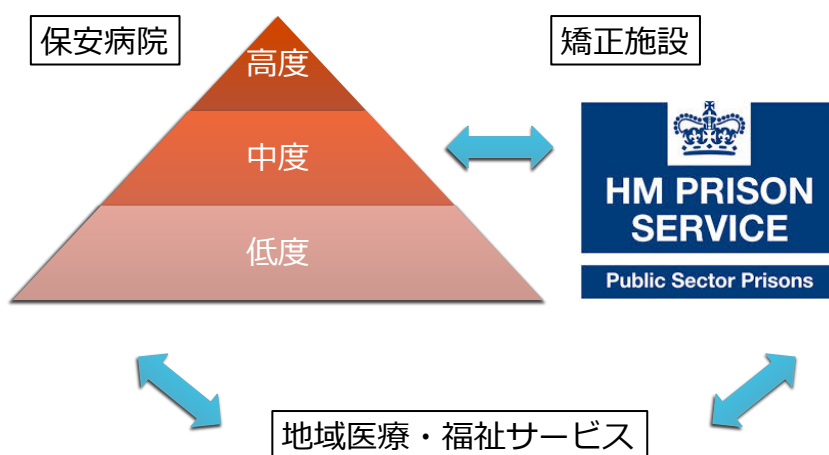 保安病院
矯正施設
高度
中度
低度
HM PRISON
SERVICE
Public Sector Prisons
地域医療・福祉サービス